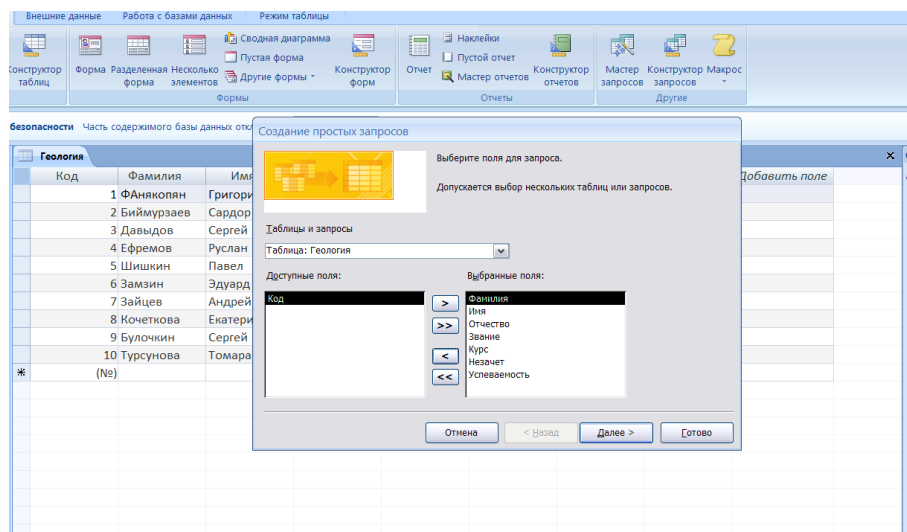 Внешние данные Работа с базами данных Режим таблицы
Конструктор таблиц
Форма
Разделенная форма
Несколько элементов
Сводная диаграмма
Пустая форма
Другие формы
Конструктор форм
Формы
Отчет
Наклейки
Пустой отчет
Мастер отчетов
Конструктор отчетов
Отчеты
Мастер запросов
Конструктор запросов
Макрос
Другие
безопасности Часть содержимого базы данных
Геология
Код Фамилия Имя Добавить поле
1 ФАнякопян Григори
2 Биймурзаев Сардор
3 Давыдов Сергей
4 Ефремов Руслан
5 Шишкин Павел
6 Замзин Эдуард
7 Зайцев Андрей
8 Кочеткова Екатери
9 Булочкин Сергей
10 Турсунова Томара
(№)
Создание простых запросов
Выберите поля для запроса.
Допускается выбор нескольких таблиц или запросов.
Таблицы и запросы
Таблица: Геология
Доступные поля:
Код
>
>>
<
<<
Выбранные поля:
Фамилия
Имя
Отчество
Звание
Курс
Незачет
Успеваемость
Отмена < Назад Далее > Готово